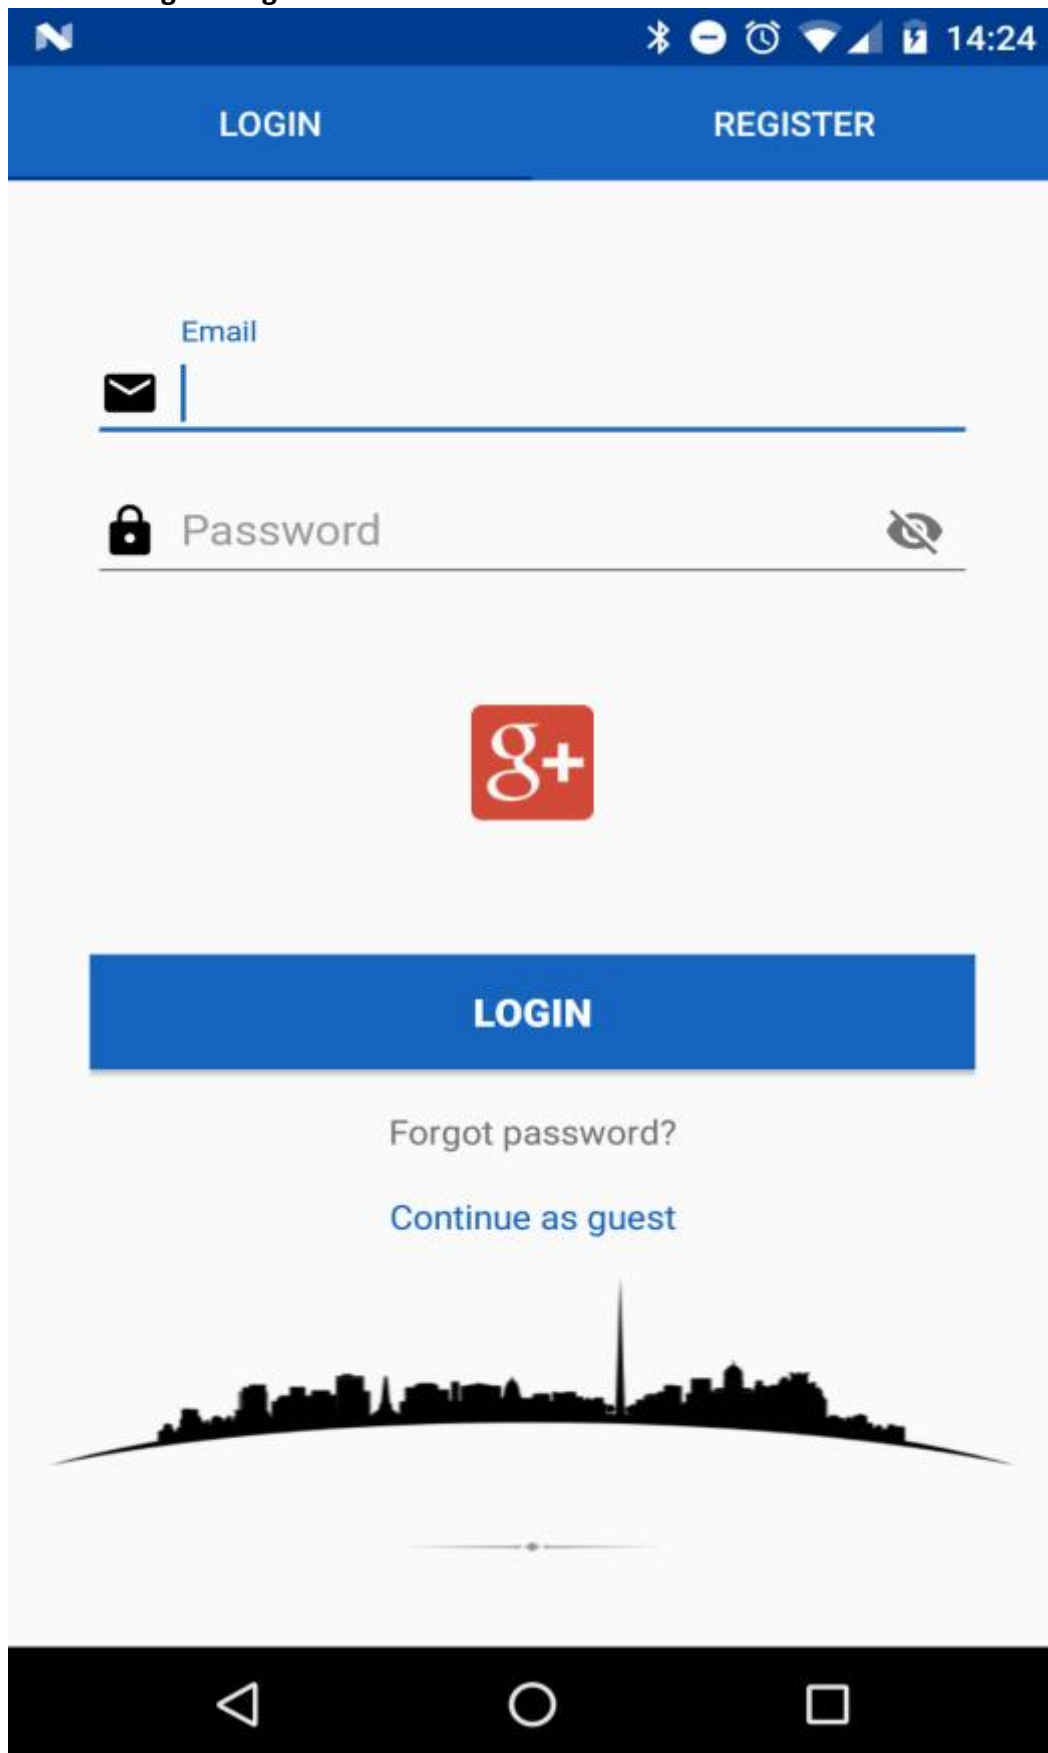 14:24
LOGIN REGISTER
Email
Password
g+
LOGIN
Forgot password?
Continue as guest